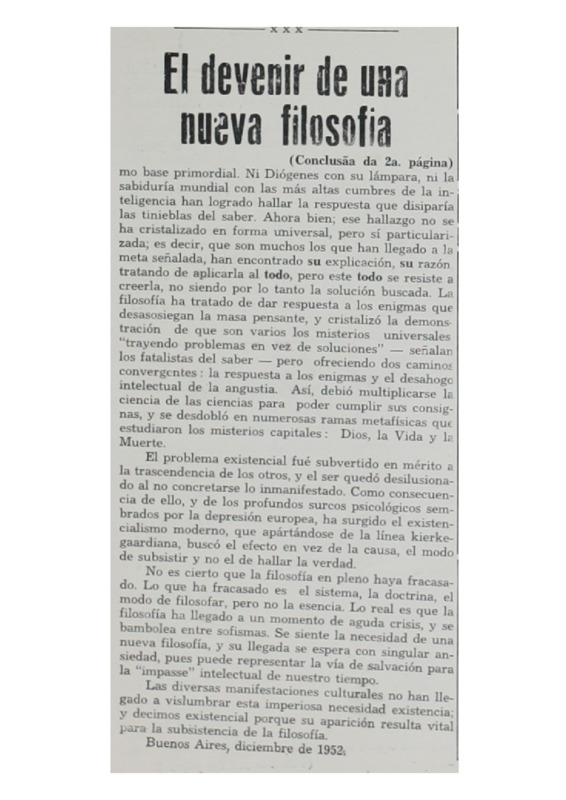 x x x
El devenir de una
nueva filosofia
(Conclusãa da 2a. página)
mo base primordial. Ni Diógenes con su lámpara, ni la
sabiduría mundial con las más altas cumbres de la in-
teligencia han logrado hallar la respuesta que disiparía
las tinieblas del saber. Ahora bien; ese hallazgo no se
ha cristalizado en forma universal, pero sí particulari-
zada; es decir, que son muchos los que han llegado a la
meta señalada, han encontrado su explicación, su razón
tratando de aplicarla al todo, pero este todo se resiste a
creerla, no siendo por lo tanto la solución buscada. La
filosofía ha tratado de dar respuesta a los enigmas que
desasosiegan la masa pensante, y cristalizó la demons-
tración de que son varios los misterios universales
"trayendo problemas en vez de soluciones" — señalan
los fatalistas del saber — pero ofreciendo dos caminos
convergentes: la respuesta a los enigmas y el desahogo
intelectual de la angustia. Así, debió multiplicarse la
ciencia de las ciencias para poder cumplir sus consig-
nas, y se desdobló en numerosas ramas metafísicas que
estudiaron los misterios capitales: Dios, la Vida y la
Muerte.
El problema existencial fué subvertido en mérito a
la trascendencia de los otros, y el ser quedó desilusiona-
do al no concretarse lo inmanifestado. Como consecuen-
cia de ello, y de los profundos surcos psicológicos sem-
brados por la depresión europea, ha surgido el existen-
cialismo moderno, que apártándose de la línea kierke-
gaardiana, buscó el efecto en vez de la causa, el modo
de subsistir y no el de hallar la verdad.
No es cierto que la filosofía en pleno haya fracasa-
do. Lo que ha fracasado es el sistema, la doctrina, el
modo de filosofar, pero no la esencia. Lo real es que la
filosofía ha llegado a un momento de aguda crisis, y se
bambolea entre sofismas. Se siente la necesidad de una
nueva filosofía, y su llegada se espera con singular an-
siedad, pues puede representar la vía de salvación para
la "impasse" intelectual de nuestro tiempo.
Las diversas manifestaciones culturales no han lle-
gado a vislumbrar esta imperiosa necesidad existencia;
y decimos existencial porque su aparición resulta vital
para la subsistencia de la filosofía.
Buenos Aires, diciembre de 1952.